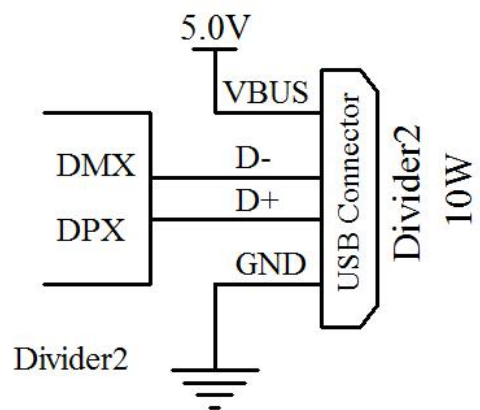 5.0V
VBUS
DMX
D-
DPX
D+
GND
USB Connector
Divider2
10W
Divider2